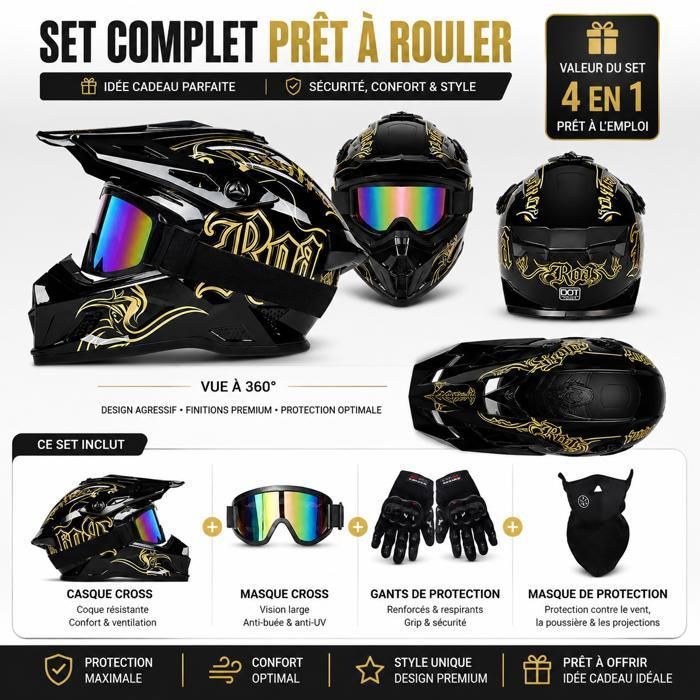 SET COMPLET PRÊT À ROULER
IDÉE CADEAU PARFAITE
SÉCURITÉ, CONFORT & STYLE
VALEUR DU SET
4 EN 1
PRÊT À L'EMPLOI
DOT
VUE À 360°
DESIGN AGRESSIF • FINITIONS PREMIUM • PROTECTION OPTIMALE
CE SET INCLUT
CASQUE CROSS
Coque résistante
Confort & ventilation
MASQUE CROSS
Vision large
Anti-buée & anti-UV
GANTS DE PROTECTION
Renforcés & respirants
Grip & sécurité
MASQUE DE PROTECTION
Protection contre le vent,
la poussière & les projections
PROTECTION
MAXIMALE
CONFORT
OPTIMAL
STYLE UNIQUE
DESIGN PREMIUM
PRÊT À OFFRIR
IDÉE CADEAU IDÉALE